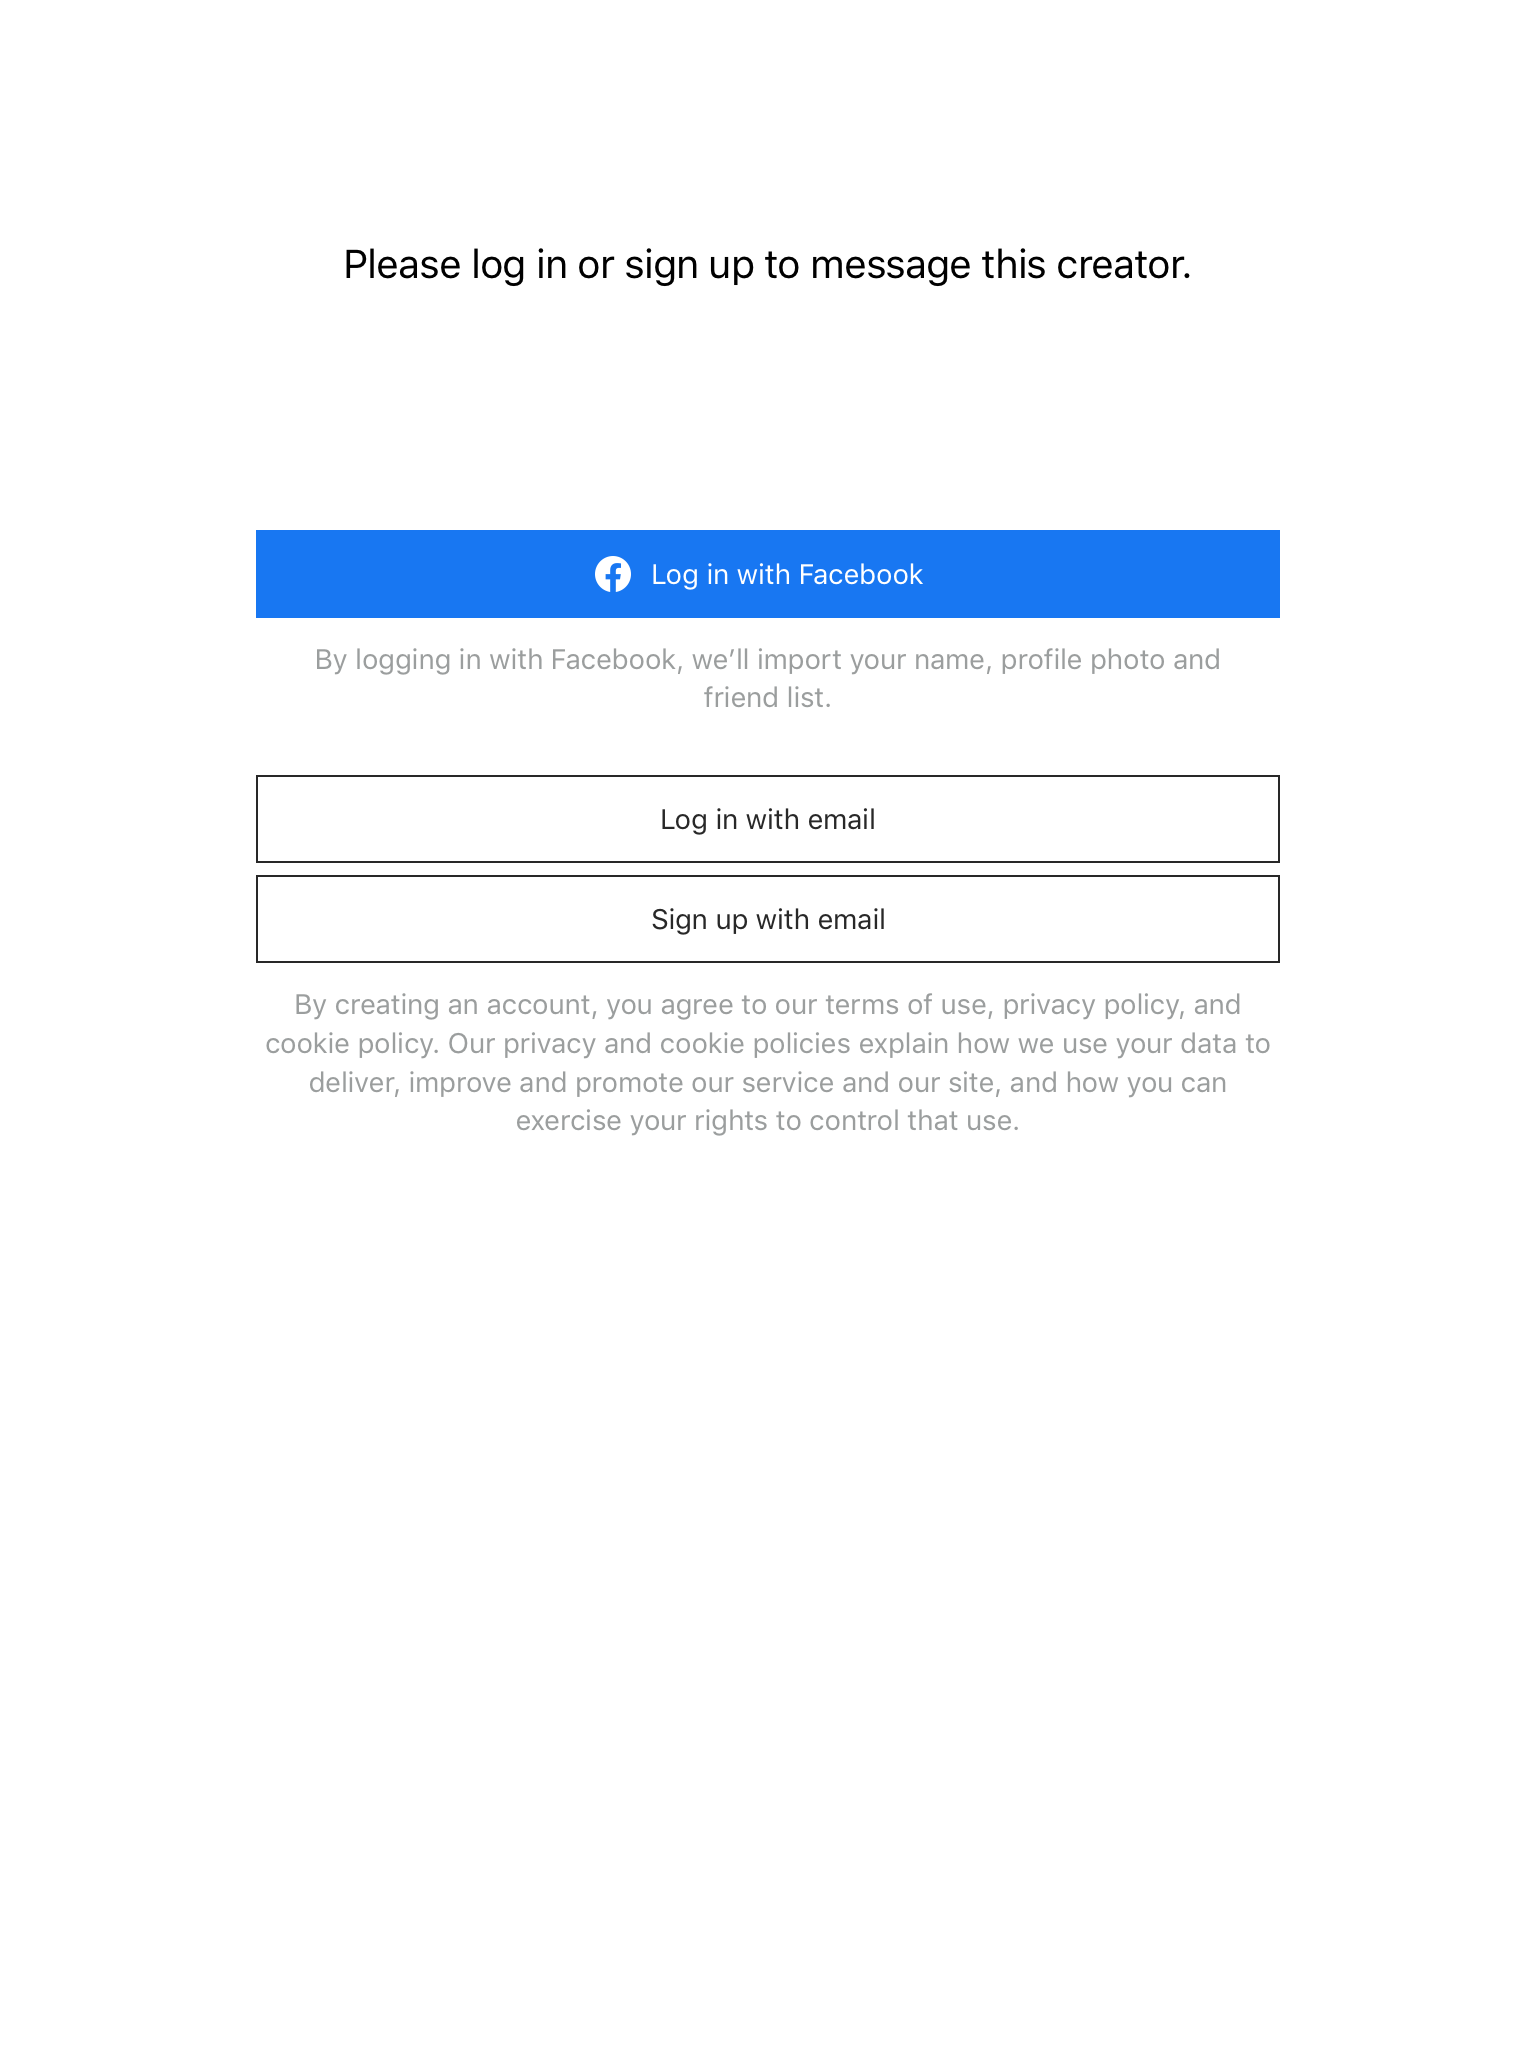 Please log in or sign up to message this creator.
Log in with Facebook
By logging in with Facebook, we’ll import your name, profile photo and
friend list.
Log in with email
Sign up with email
By creating an account, you agree to our terms of use, privacy policy, and
cookie policy. Our privacy and cookie policies explain how we use your data to
deliver, improve and promote our service and our site, and how you can
exercise your rights to control that use.